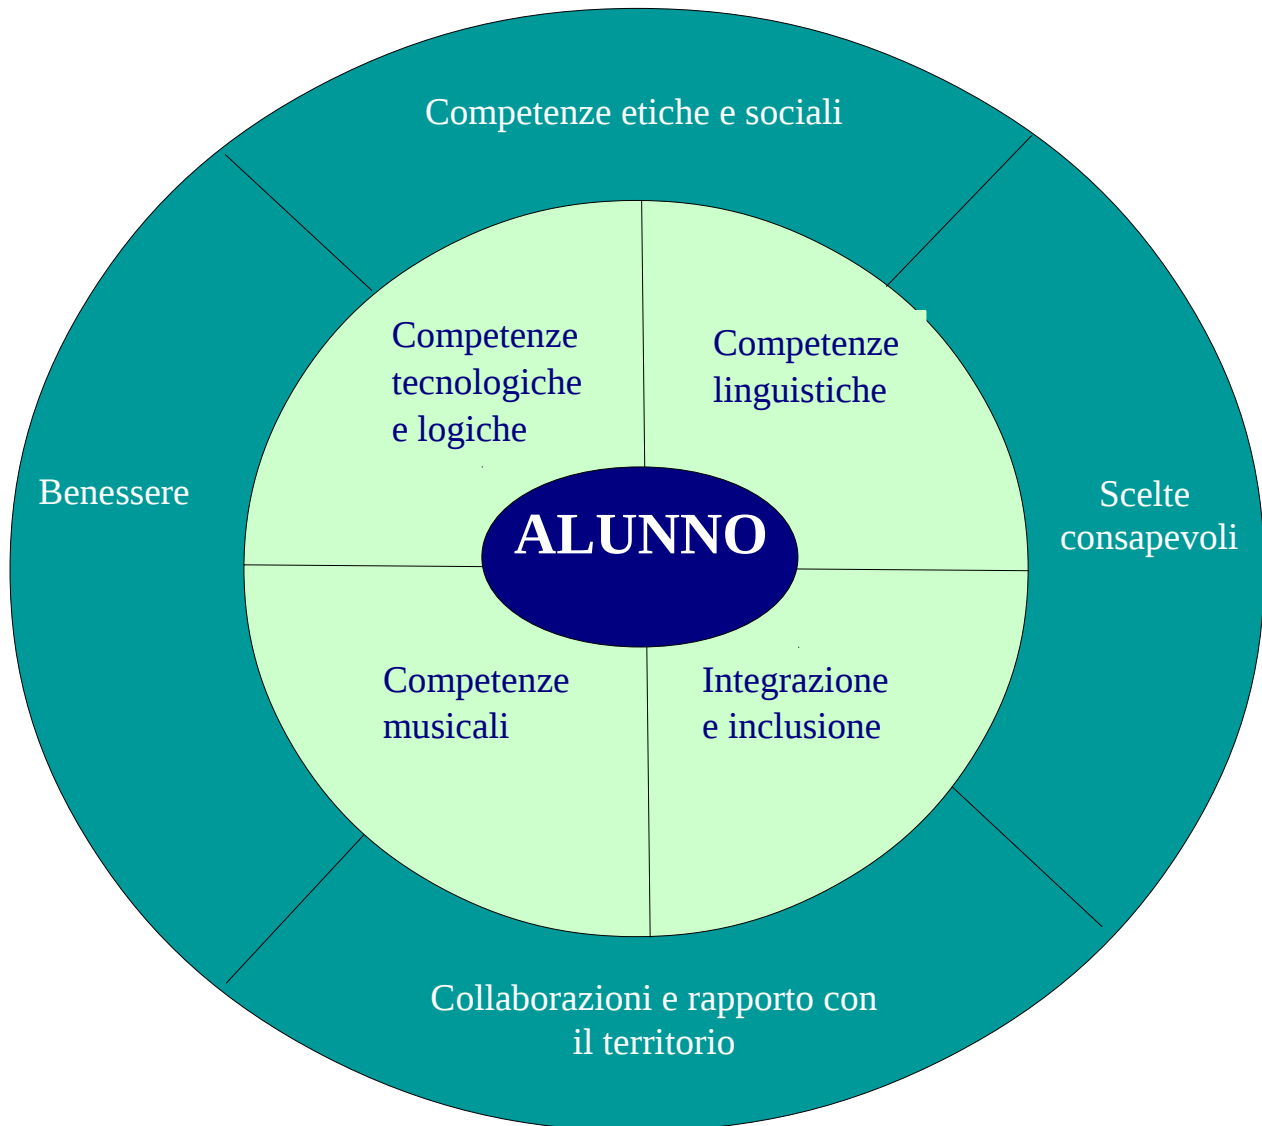 Competenze etiche e sociali
Competenze
tecnologiche
e logiche
Competenze
linguistiche
Benessere
ALUNNO
Scelte
consapevoli
Competenze
musicali
Integrazione
e inclusione
Collaborazioni e rapporto con
il territorio